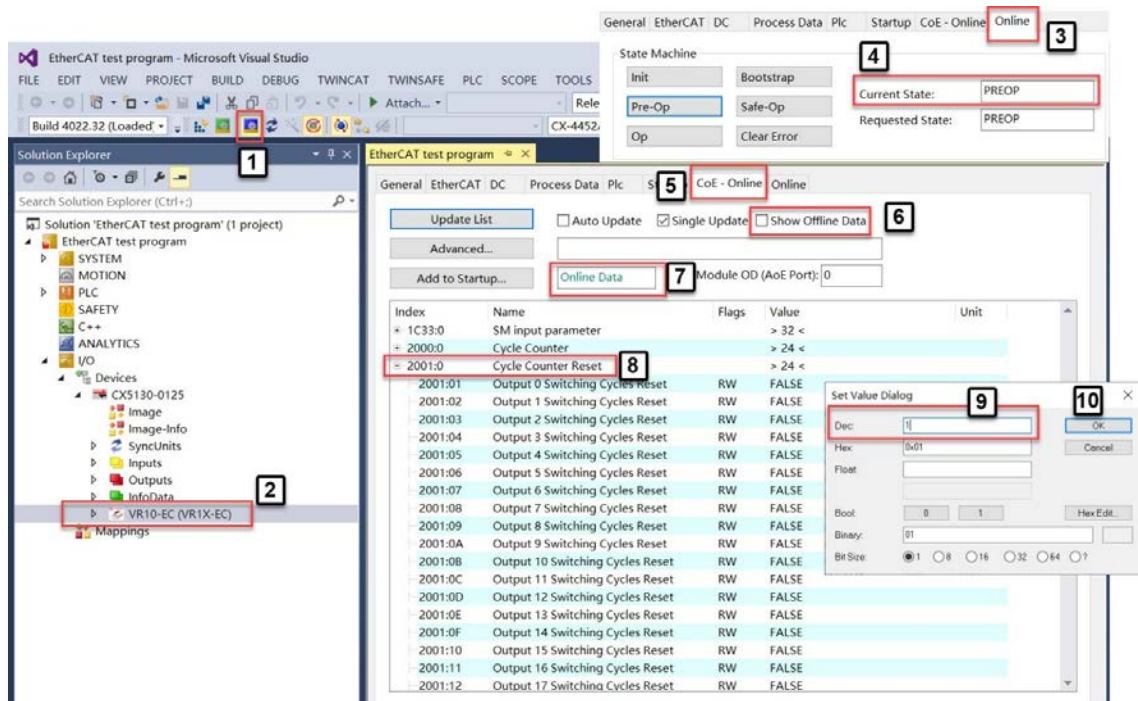 General EtherCAT DC Process Data Plc Startup CoE - Online Online
3
State Machine
4
Init Bootstrap
Current State: PREOP
Pre-Op Safe-Op
Requested State: PREOP
Op Clear Error
EtherCAT test program - Microsoft Visual Studio
FILE EDIT VIEW PROJECT BUILD DEBUG TWINCAT TWINSAFE PLC SCOPE TOOLS
Attach... Rele
Build 4022.32 (Loaded) CX-4452
1
Solution Explorer
Search Solution Explorer (Ctrl+;)
Solution 'EtherCAT test program' (1 project)
EtherCAT test program
SYSTEM
MOTION
PLC
SAFETY
C++
ANALYTICS
I/O
Devices
CX5130-0125
Image
Image-Info
SyncUnits
Inputs
Outputs
InfoData
2
VR10-EC (VR1X-EC)
Mappings
EtherCAT test program
General EtherCAT DC Process Data Plc 5 CoE - Online Online
Update List Auto Update Single Update Show Offline Data 6
Advanced...
Add to Startup... Online Data 7 Module OD (AoE Port): 0
Index Name Flags Value Unit
1C33:0 SM input parameter > 32 <
2000:0 Cycle Counter > 24 <
2001:0 Cycle Counter Reset 8 > 24 <
2001:01 Output 0 Switching Cycles Reset RW FALSE
2001:02 Output 1 Switching Cycles Reset RW FALSE
2001:03 Output 2 Switching Cycles Reset RW FALSE
2001:04 Output 3 Switching Cycles Reset RW FALSE
2001:05 Output 4 Switching Cycles Reset RW FALSE
2001:06 Output 5 Switching Cycles Reset RW FALSE
2001:07 Output 6 Switching Cycles Reset RW FALSE
2001:08 Output 7 Switching Cycles Reset RW FALSE
2001:09 Output 8 Switching Cycles Reset RW FALSE
2001:0A Output 9 Switching Cycles Reset RW FALSE
2001:0B Output 10 Switching Cycles Reset RW FALSE
2001:0C Output 11 Switching Cycles Reset RW FALSE
2001:0D Output 12 Switching Cycles Reset RW FALSE
2001:0E Output 13 Switching Cycles Reset RW FALSE
2001:0F Output 14 Switching Cycles Reset RW FALSE
2001:10 Output 15 Switching Cycles Reset RW FALSE
2001:11 Output 16 Switching Cycles Reset RW FALSE
2001:12 Output 17 Switching Cycles Reset RW FALSE
Set Value Dialog 9 10
Dec: 1 OK
Hex: 0x01 Cancel
Float:
Bool: 0 1 Hex Edit...
Binary: 01
Bit Size: 1 8 16 32 64 ?